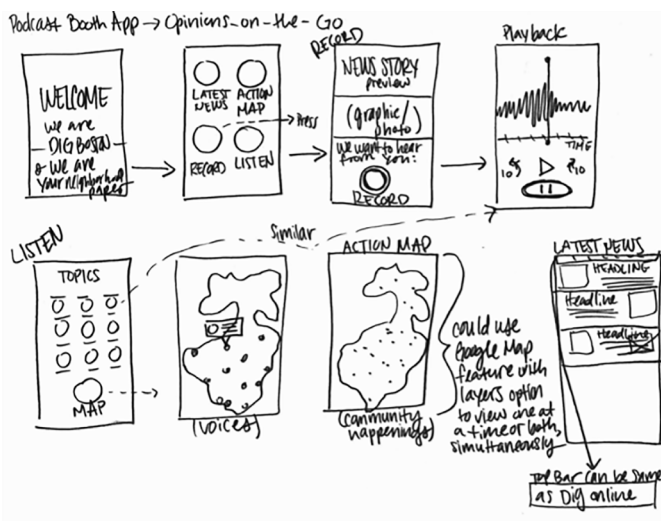 Podcast Booth App → Opinions-on-the-Go
WELCOME
we are
DIG BOSTON
& we are
your neighborhood
paper
LATEST NEWS
ACTION MAP
RECORD
LISTEN
Press
RECORD
NEWS STORY
preview
(graphic/
photo)
We want to hear
from you:
RECORD
Playback
TIME
10
10
LISTEN
TOPICS
MAP
Similar
(voices)
ACTION MAP
(community
happenings)
could use
Google Map
feature with
layers option
to view one at
a time or both,
simultaneously
LATEST NEWS
HEADLING
Headline
Headline
TOP Bar can be same
as Dig online